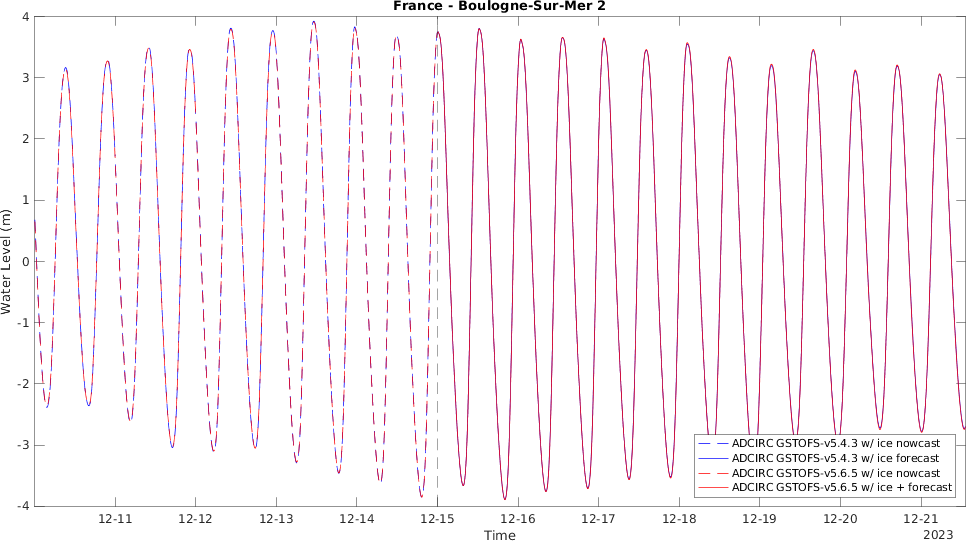 France - Boulogne-Sur-Mer 2
4
3
2
1
0
-1
-2
-3
-4
Water Level (m)
ADCIRC GSTOFS-v5.4.3 w/ ice nowcast
ADCIRC GSTOFS-v5.4.3 w/ ice forecast
ADCIRC GSTOFS-v5.6.5 w/ ice nowcast
ADCIRC GSTOFS-v5.6.5 w/ ice + forecast
12-11 12-12 12-13 12-14 12-15 12-16 12-17 12-18 12-19 12-20 12-21
Time
2023